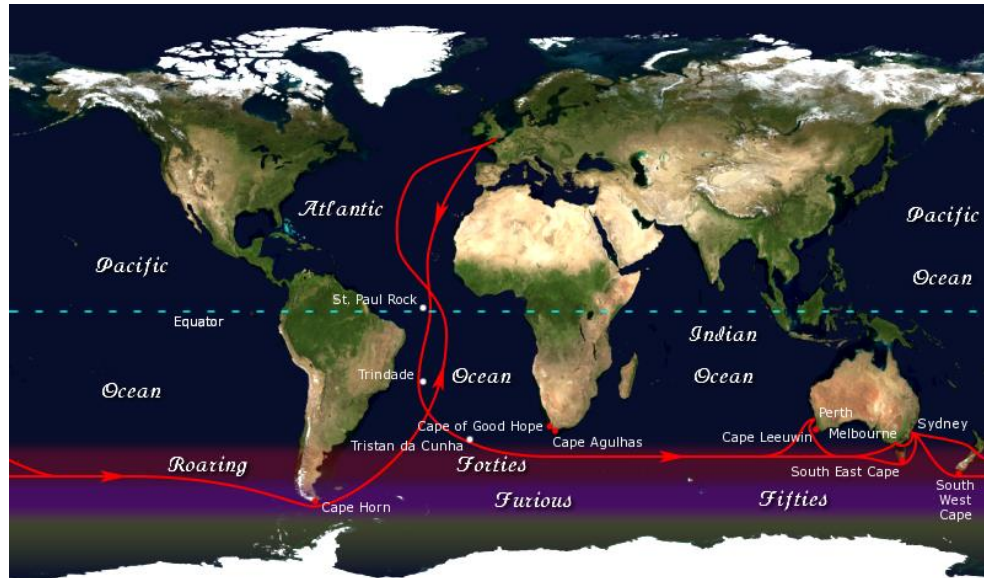 Atlantic
Pacific
Pacific
Ocean
St. Paul Rock
Equator
Indian
Ocean
Trindade
Ocean
Ocean
Perth
Cape of Good Hope
Sydney
Cape Leeuwin
Melbourne
Tristan da Cunha
Cape Agulhas
Roaring
Forties
South East Cape
South
West
Cape
Furious
Fifties
Cape Horn